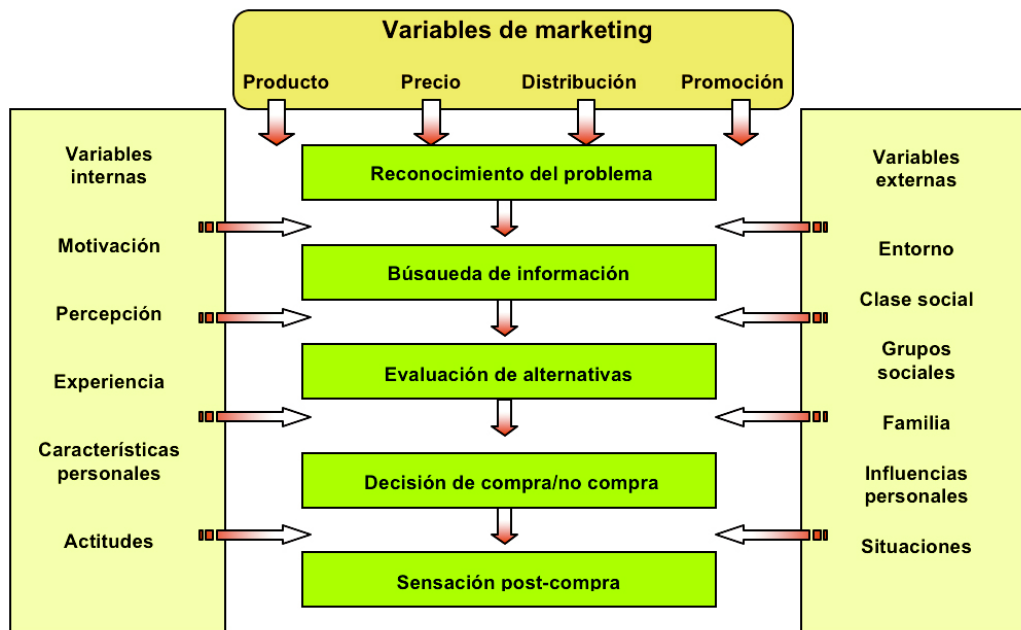 Variables de marketing
Producto Precio Distribución Promoción
Variables
internas
Motivación
Percepción
Experiencia
Características
personales
Actitudes
Reconocimiento del problema
Búsqueda de información
Evaluación de alternativas
Decisión de compra/no compra
Sensación post-compra
Variables
externas
Entorno
Clase social
Grupos
sociales
Familia
Influencias
personales
Situaciones